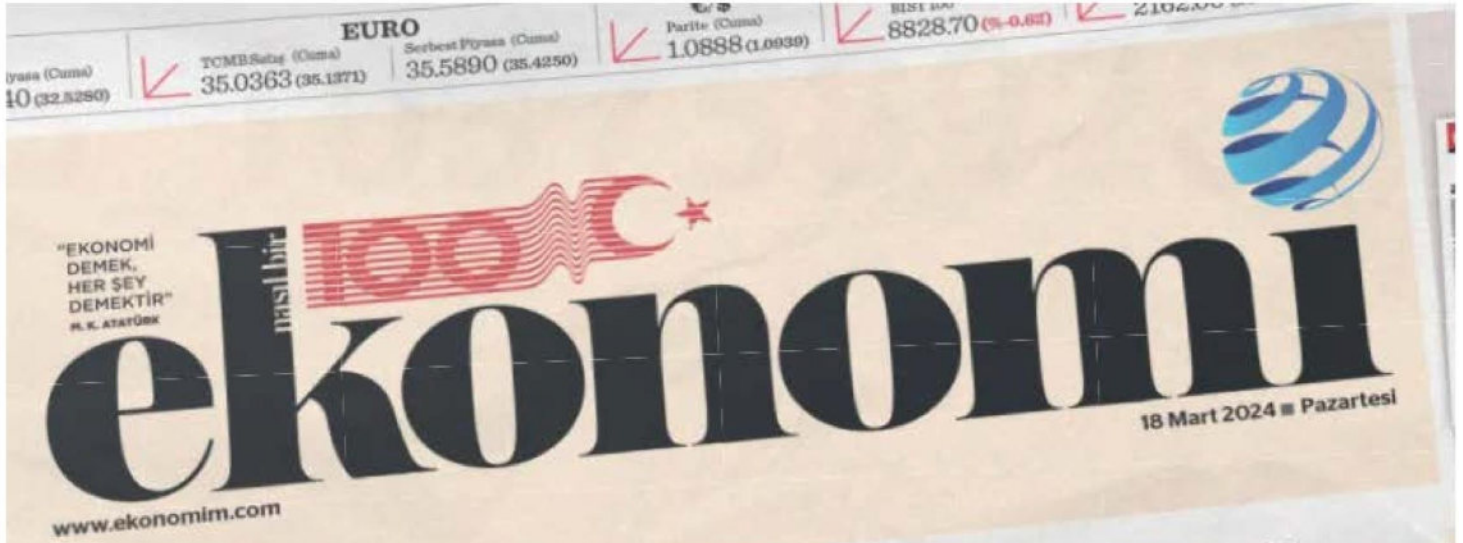 EURO
TCMB Satış (Cuma)
35.0363 (35.1371)
Serbest Piyasa (Cuma)
35.5890 (35.4250)
€/$
Parite (Cuma)
1.0888 (1.0939)
BIST 100
8828.70 (%-0.62)
(Cuma)
40 (32.5280)
"EKONOMİ
DEMEK,
HER ŞEY
DEMEKTİR"
M. K. ATATÜRK
nasıl bir
100
ekonomi
18 Mart 2024 ■ Pazartesi
www.ekonomim.com